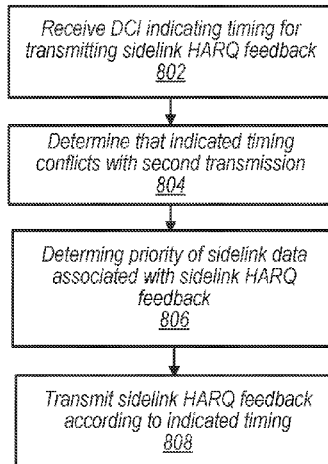 Receive DCI indicating timing for
transmitting sidelink HARQ feedback
802
Determine that indicated timing
conflicts with second transmission
804
Determing priority of sidelink data
associated with sidelink HARQ
feedback
806
Transmit sidelink HARQ feedback
according to indicated timing
808